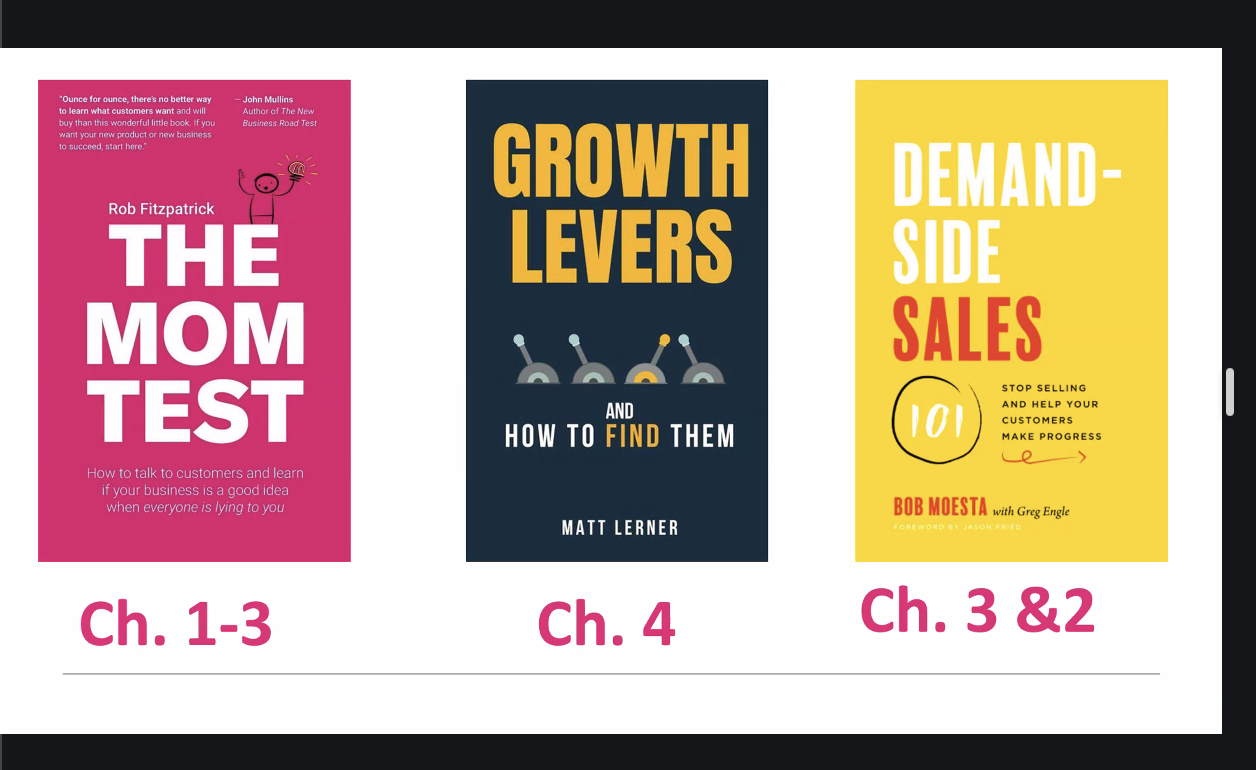 "Ounce for ounce, there's no better way
to learn what customers want and will
buy than this wonderful little book. If you
want your new product or new business
to succeed, start here."
— John Mullins
Author of The New
Business Road Test
Rob Fitzpatrick
THE
MOM
TEST
How to talk to customers and learn
if your business is a good idea
when everyone is lying to you
Ch. 1-3
GROWTH
LEVERS
AND
HOW TO FIND THEM
MATT LERNER
Ch. 4
DEMAND-
SIDE
SALES
101
STOP SELLING
AND HELP YOUR
CUSTOMERS
MAKE PROGRESS
BOB MOESTA with Greg Engle
FOREWORD BY JASON FRIED
Ch. 3 &2